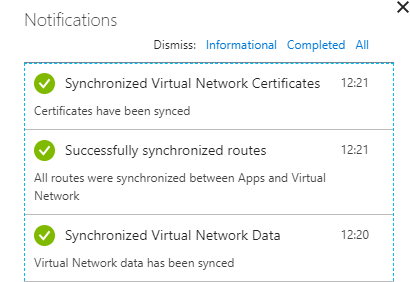 Notifications
Dismiss: Informational Completed All
Synchronized Virtual Network Certificates 12:21
Certificates have been synced
Successfully synchronized routes 12:21
All routes were synchronized between Apps and Virtual
Network
Synchronized Virtual Network Data 12:20
Virtual Network data has been synced